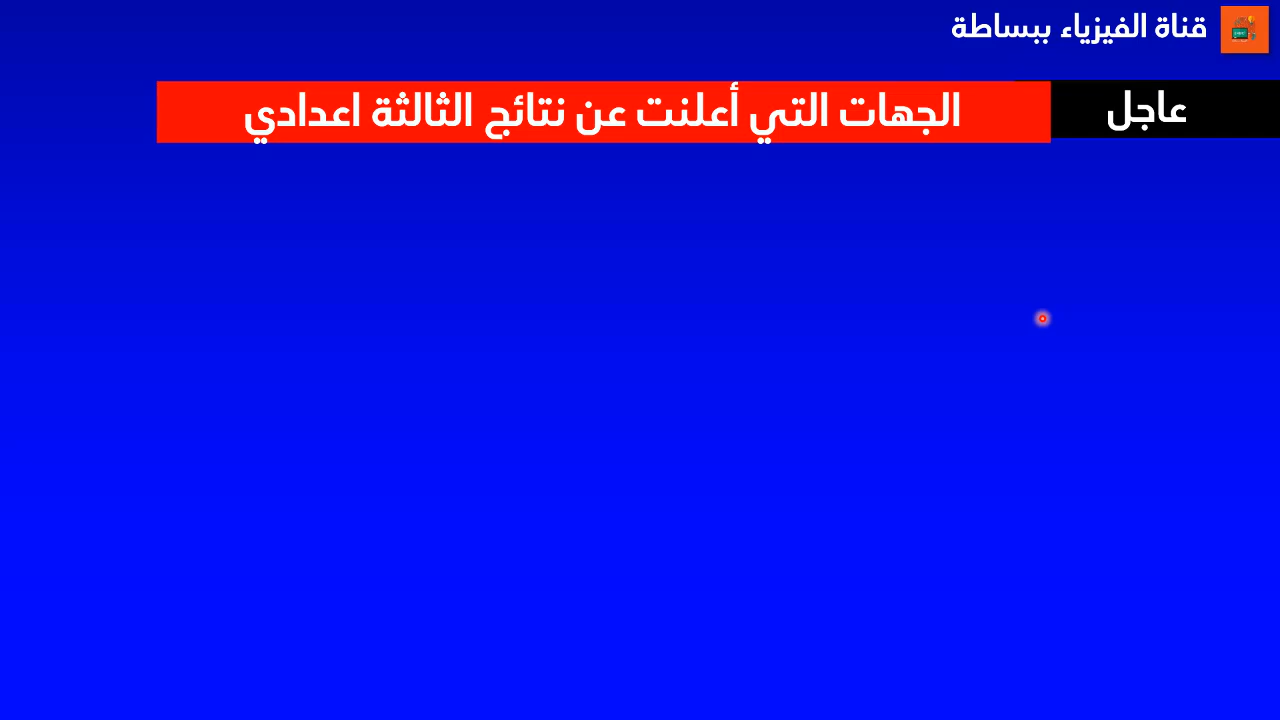 قناة الفيزياء ببساطة
عاجل
الجهات التي أعلنت عن نتائج الثالثة اعدادي